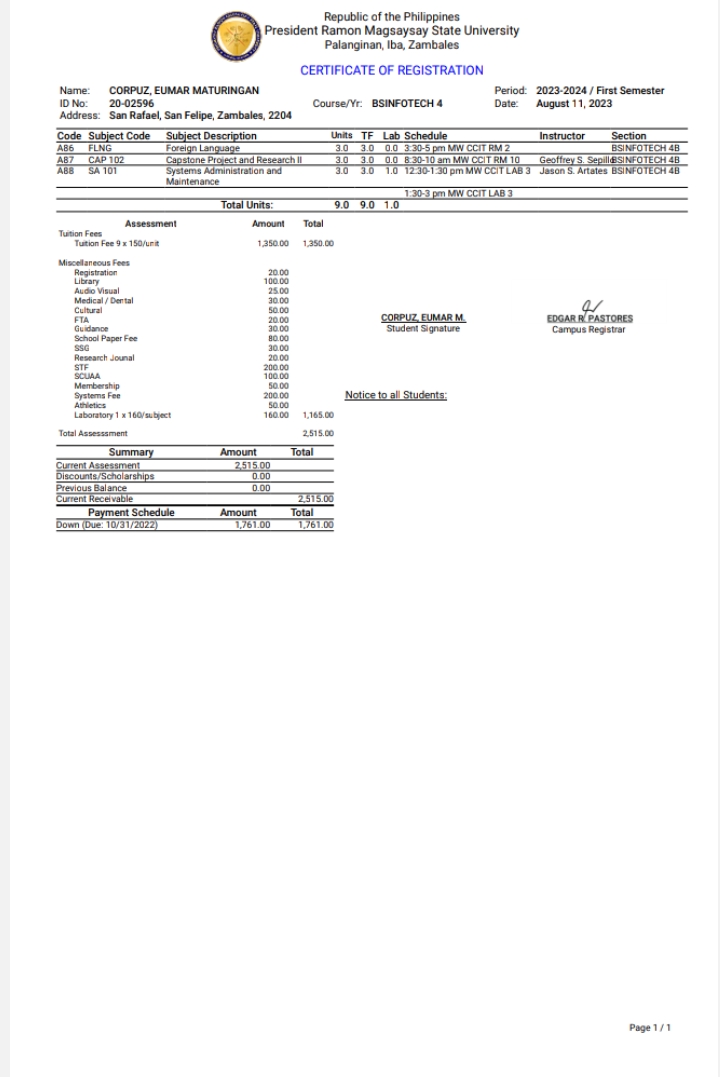 Republic of the Philippines
President Ramon Magsaysay State University
Palanginan, Iba, Zambales
CERTIFICATE OF REGISTRATION
Name: CORPUZ, EUMAR MATURINGAN Period: 2023-2024 / First Semester
ID No: 20-02596 Course/Yr: BSINFOTECH 4 Date: August 11, 2023
Address: San Rafael, San Felipe, Zambales, 2204
Code Subject Code Subject Description Units TF Lab Schedule Instructor Section
A86 FLNG Foreign Language 3.0 3.0 0.0 3:30-5 pm MW CCIT RM 2 BSINFOTECH 4B
A87 CAP 102 Capstone Project and Research II 3.0 3.0 0.0 8:30-10 am MW CCIT RM 10 Geoffrey S. Sepill BSINFOTECH 4B
A88 SA 101 Systems Administration and 3.0 3.0 1.0 12:30-1:30 pm MW CCIT LAB 3 Jason S. Artates BSINFOTECH 4B
Maintenance
1:30-3 pm MW CCIT LAB 3
Total Units: 9.0 9.0 1.0
Assessment Amount Total
Tuition Fees
Tuition Fee 9 x 150/unit 1,350.00 1,350.00
Miscellaneous Fees
Registration 20.00
Library 100.00
Audio Visual 25.00
Medical / Dental 30.00
Cultural 50.00
FTA 20.00
Guidance 30.00
School Paper Fee 80.00
SSG 30.00
Research Jounal 20.00
STF 200.00
SCUAA 100.00
Membership 50.00
Systems Fee 200.00
Athletics 50.00
Laboratory 1 x 160/subject 160.00 1,165.00
Total Assesssment 2,515.00
CORPUZ, EUMAR M.
Student Signature
EDGAR R. PASTORES
Campus Registrar
Notice to all Students:
Summary Amount Total
Current Assessment 2,515.00
Discounts/Scholarships 0.00
Previous Balance 0.00
Current Receivable 2,515.00
Payment Schedule Amount Total
Down (Due: 10/31/2022) 1,761.00 1,761.00
Page 1 / 1